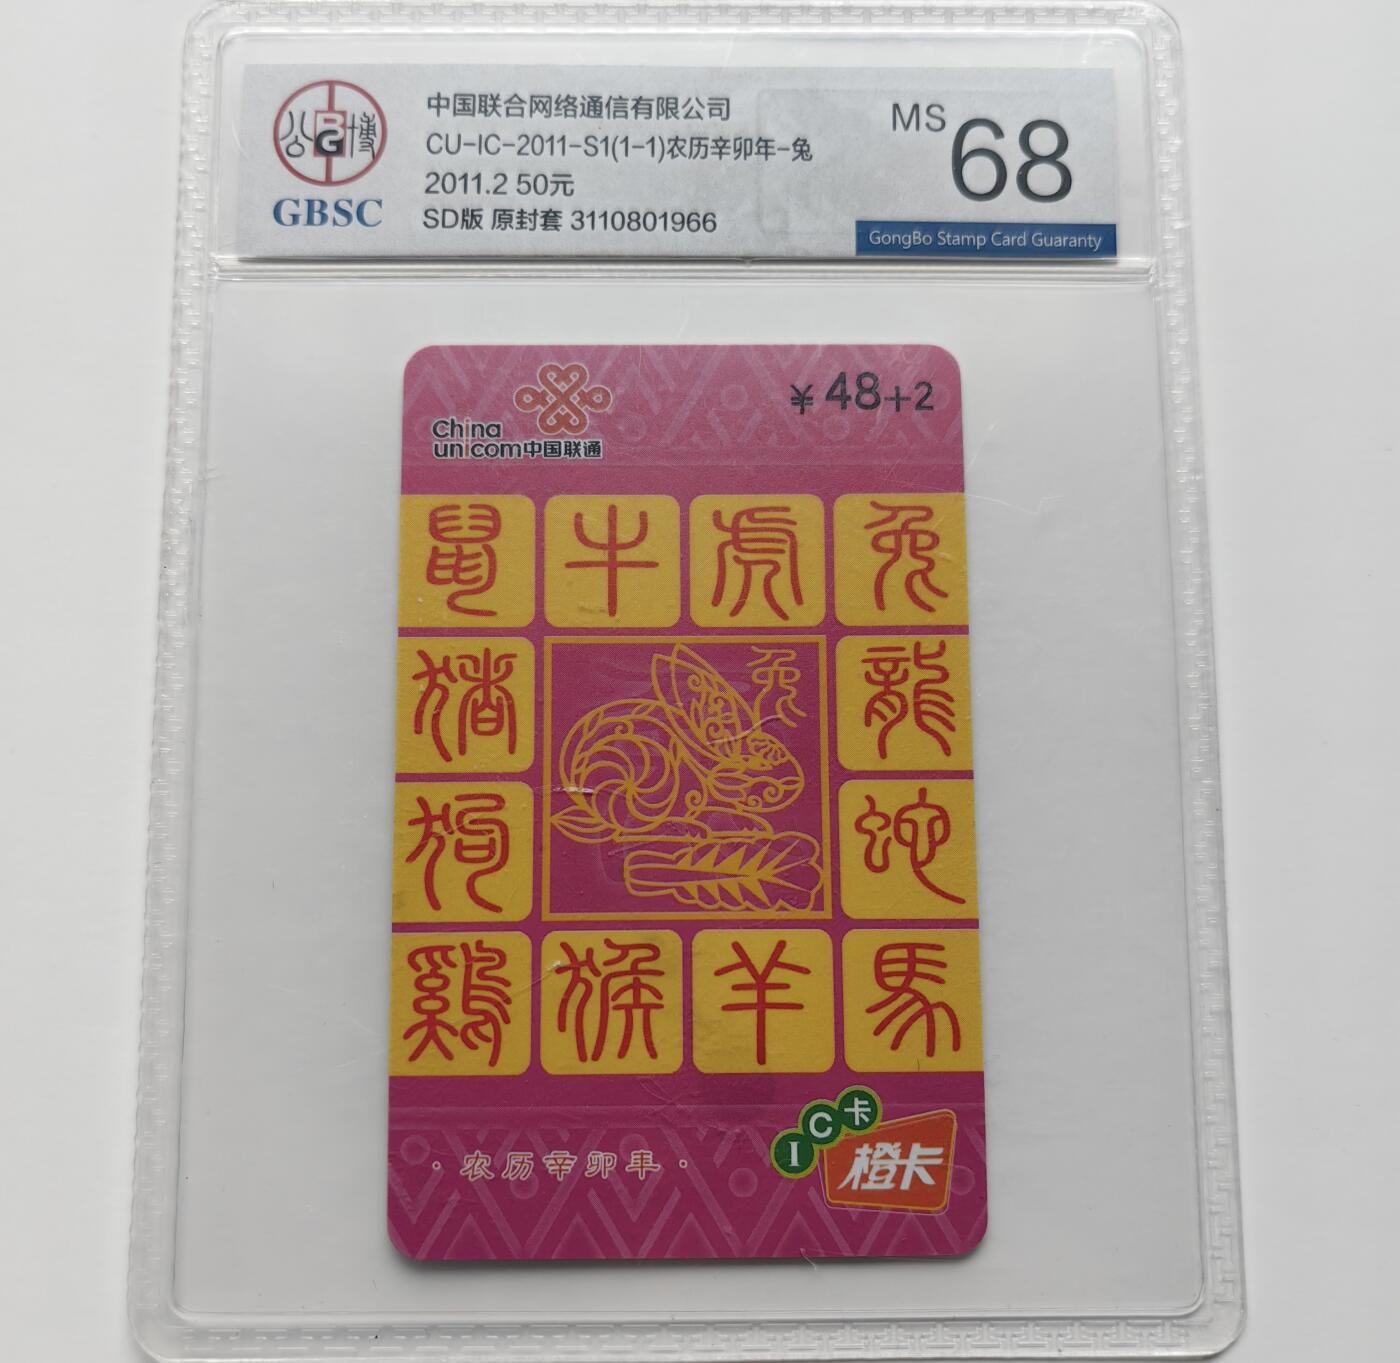 公博
BG
GBSC
中国联合网络通信有限公司
CU-IC-2011-S1(1-1)农历辛卯年-兔
2011.2 50元
SD版 原封套 3110801966
MS 68
GongBo Stamp Card Guaranty
China
unicom中国联通
¥48+2
鼠 牛 虎 兔
猪 兔 龍
狗 蛇
鷄 猴 羊 馬
IC卡
·农历辛卯年·
橙卡